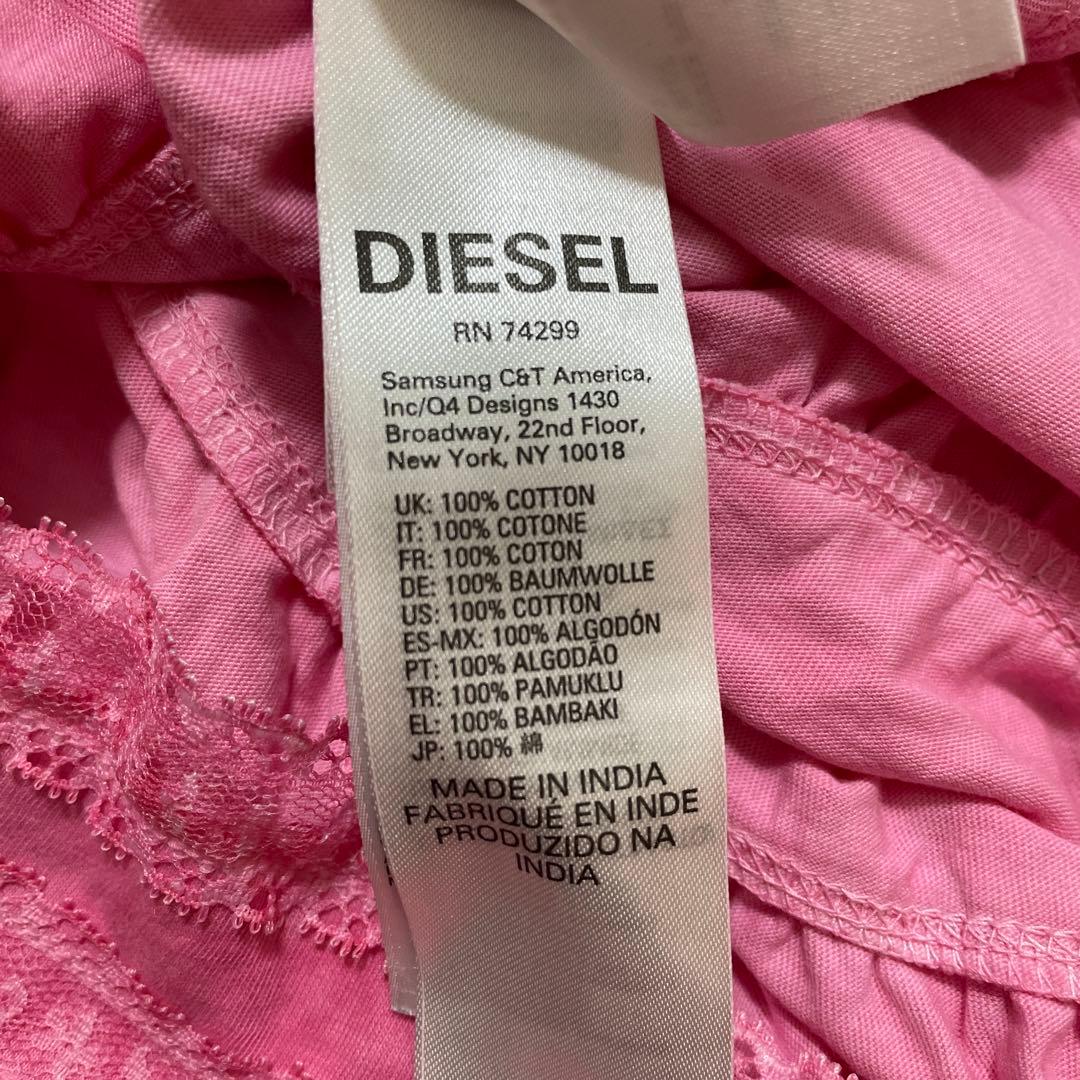 DIESEL
RN 74299
Samsung C&T America,
Inc/Q4 Designs 1430
Broadway, 22nd Floor,
New York, NY 10018
UK: 100% COTTON
IT: 100% COTONE
FR: 100% COTON
DE: 100% BAUMWOLLE
US: 100% COTTON
ES-MX: 100% ALGODÓN
PT: 100% ALGODÃO
TR: 100% PAMUKLU
EL: 100% BAMBAKI
JP: 100% 綿
MADE IN INDIA
FABRIQUÉ EN INDE
PRODUZIDO NA
INDIA